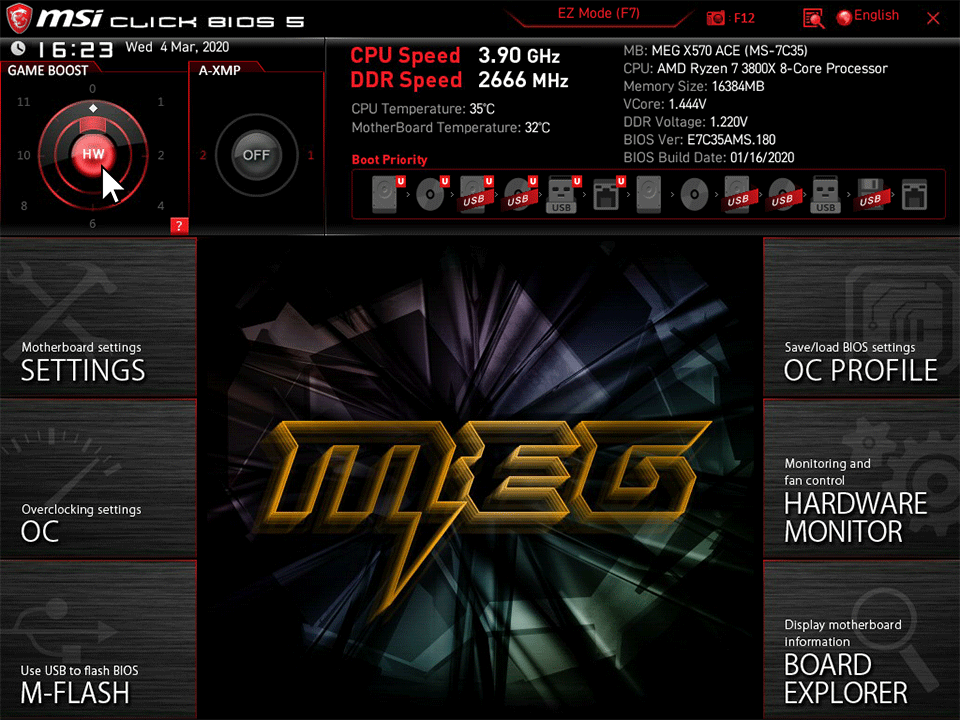 msi CLICK BIOS 5
EZ Mode (F7)
: F12
English
16:23 Wed 4 Mar, 2020
GAME BOOST
A-XMP
0
1
2
4
6
8
10
11
HW
?
2
OFF
1
CPU Speed 3.90 GHz
DDR Speed 2666 MHz
CPU Temperature: 35°C
MotherBoard Temperature: 32°C
MB: MEG X570 ACE (MS-7C35)
CPU: AMD Ryzen 7 3800X 8-Core Processor
Memory Size: 16384MB
VCore: 1.444V
DDR Voltage: 1.220V
BIOS Ver: E7C35AMS.180
BIOS Build Date: 01/16/2020
Boot Priority
U U U U U U
USB USB USB USB USB USB USB
Motherboard settings
SETTINGS
Overclocking settings
OC
Use USB to flash BIOS
M-FLASH
MEG
Save/load BIOS settings
OC PROFILE
Monitoring and
fan control
HARDWARE
MONITOR
Display motherboard
information
BOARD
EXPLORER